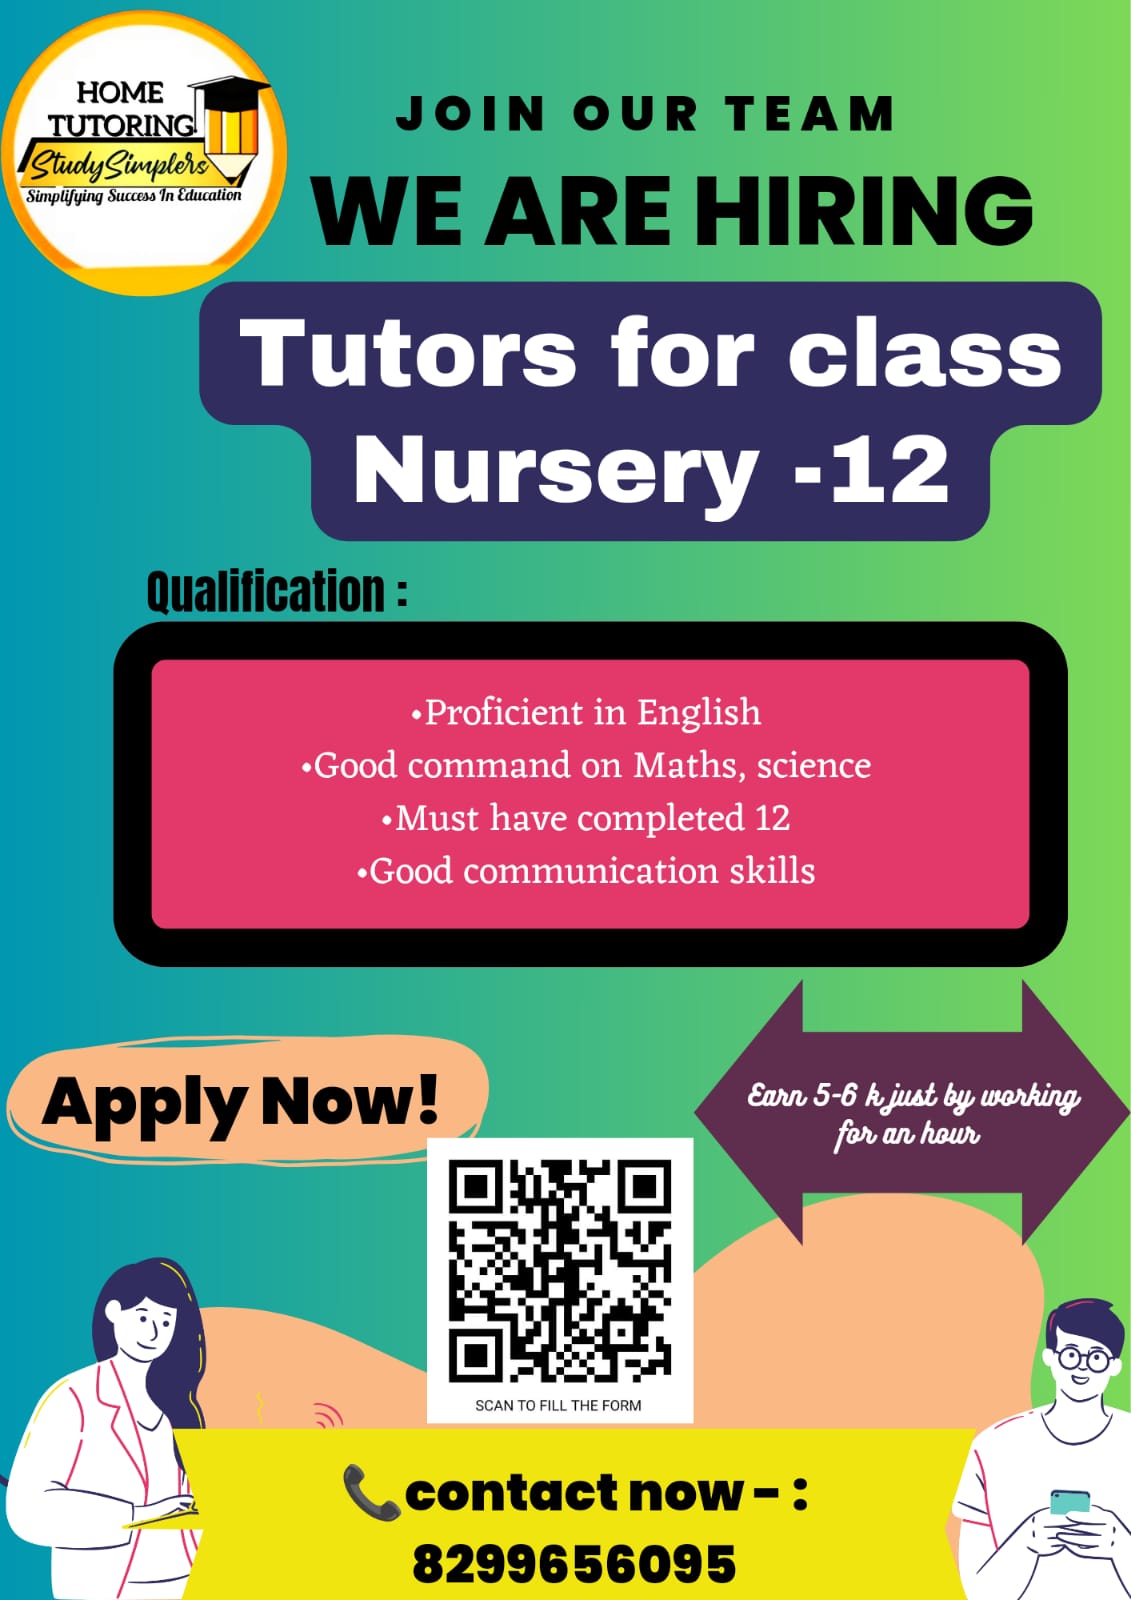 HOME
TUTORING
StudySimplers
Simplifying Success In Education
JOIN OUR TEAM
WE ARE HIRING
Tutors for class
Nursery -12
Qualification :
•Proficient in English
•Good command on Maths, science
•Must have completed 12
•Good communication skills
Apply Now!
Earn 5-6 k just by working
for an hour
SCAN TO FILL THE FORM
📞contact now - :
8299656095